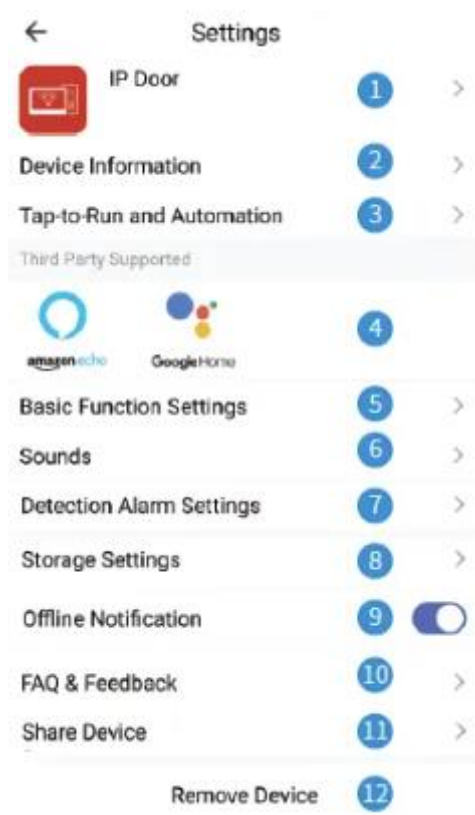 ← Settings
IP Door 1 >
Device Information 2 >
Tap-to-Run and Automation 3 >
Third Party Supported
4
amazon echo Google Home
Basic Function Settings 5 >
Sounds 6 >
Detection Alarm Settings 7 >
Storage Settings 8 >
Offline Notification 9
FAQ & Feedback 10 >
Share Device 11 >
Remove Device 12